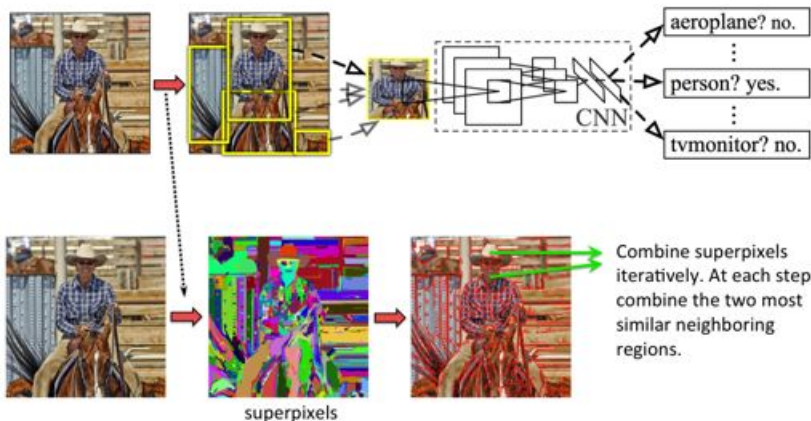 aeroplane? no.
person? yes.
CNN
tvmonitor? no.
Combine superpixels
iteratively. At each step
combine the two most
similar neighboring
regions.
superpixels